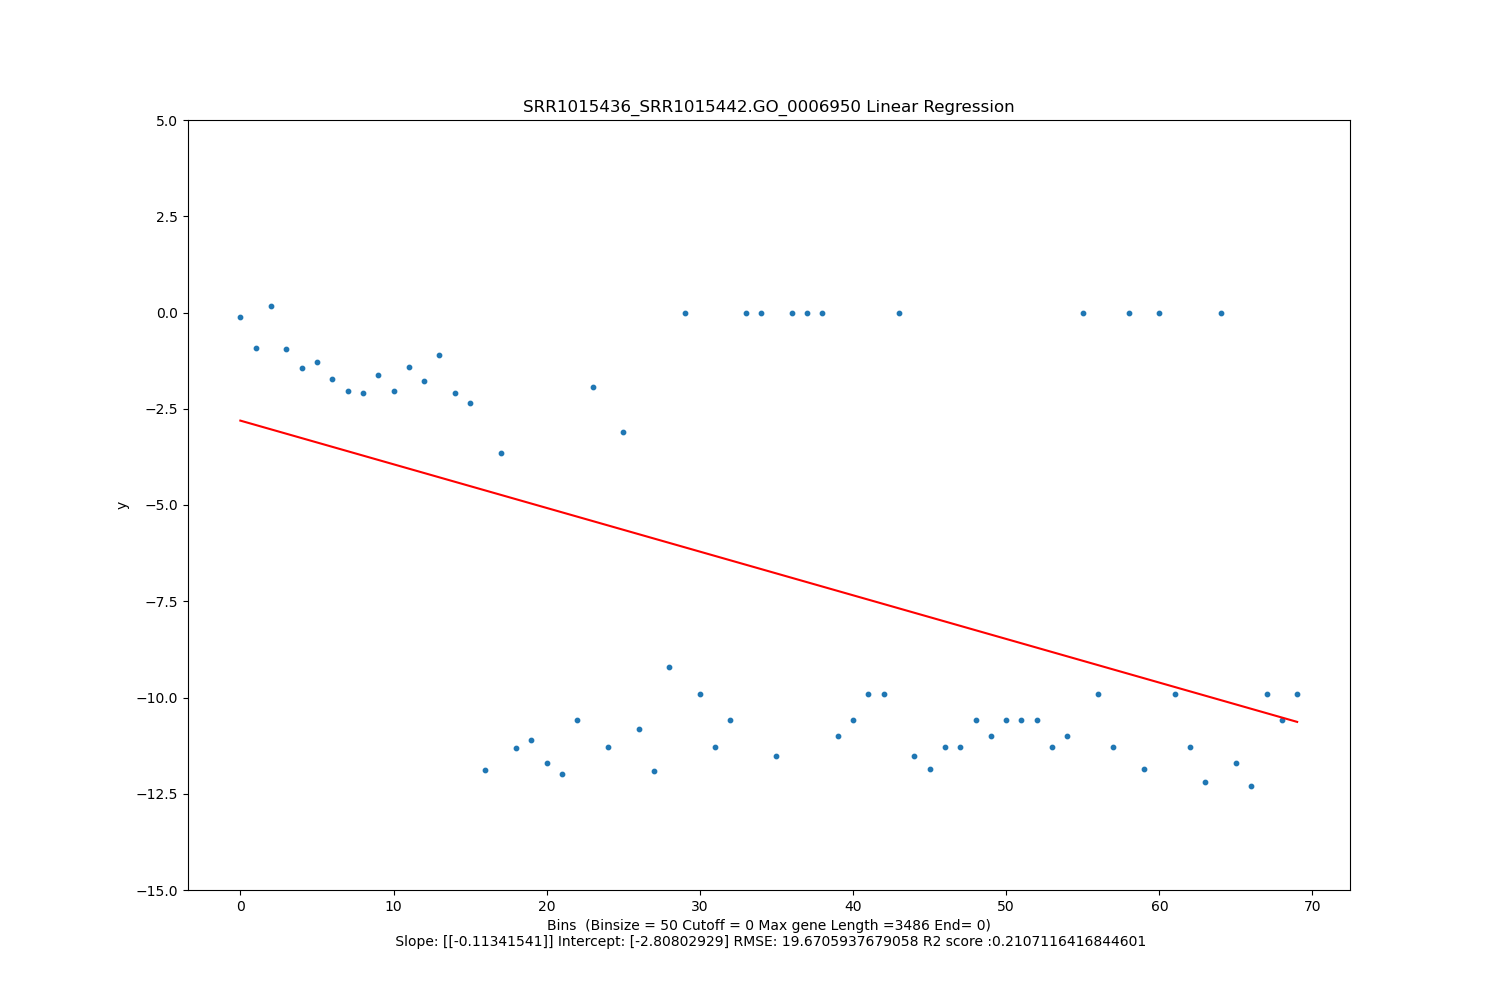 SRR1015436_SRR1015442.GO_0006950 Linear Regression
5.0
2.5
0.0
−2.5
−5.0
−7.5
−10.0
−12.5
−15.0
y
0 10 20 30 40 50 60 70
Bins  (Binsize = 50 Cutoff = 0 Max gene Length =3486 End= 0)
Slope: [[-0.11341541]] Intercept: [-2.80802929] RMSE: 19.6705937679058 R2 score :0.2107116416844601